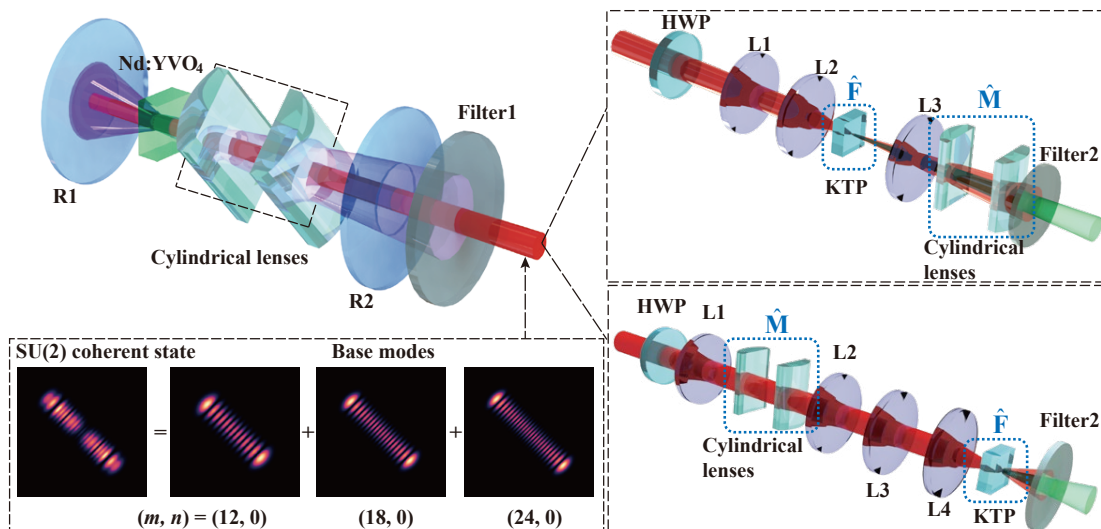 Nd:YVO4
R1
Cylindrical lenses
R2
Filter1
SU(2) coherent state
Base modes
=
+
+
(m, n) = (12, 0)
(18, 0)
(24, 0)
HWP
L1
L2
F̂
KTP
L3
M̂
Filter2
Cylindrical
lenses
HWP
L1
M̂
L2
Cylindrical
lenses
L3
L4
F̂
KTP
Filter2